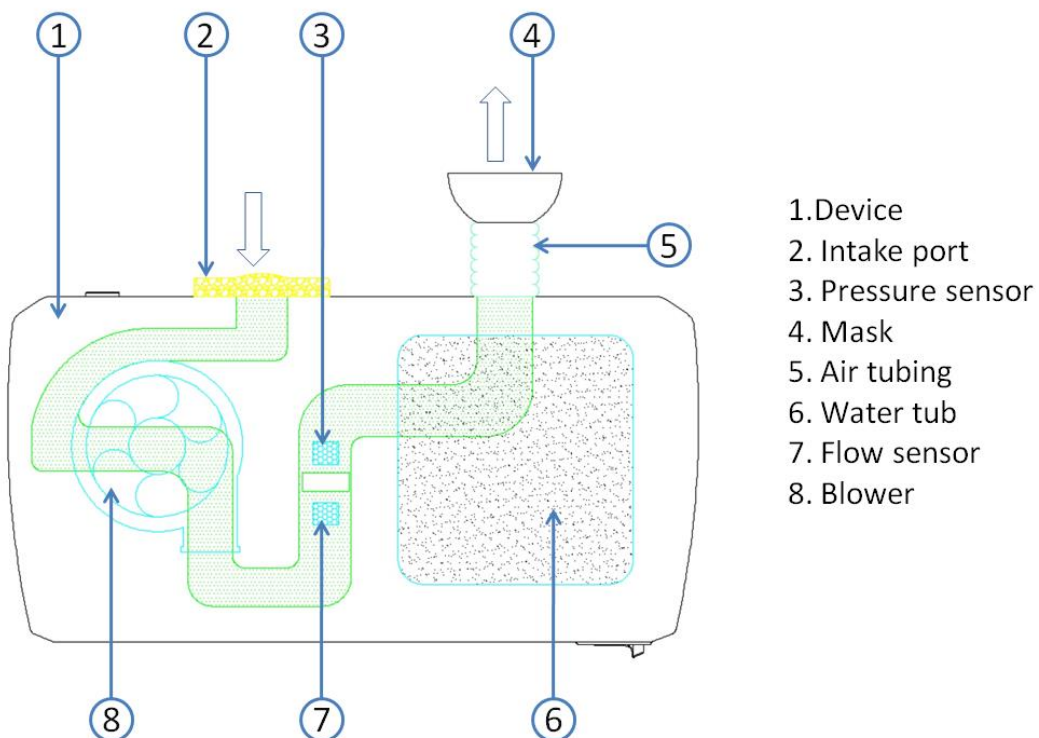 1 2 3 4
5
8 7 6
1.Device
2. Intake port
3. Pressure sensor
4. Mask
5. Air tubing
6. Water tub
7. Flow sensor
8. Blower